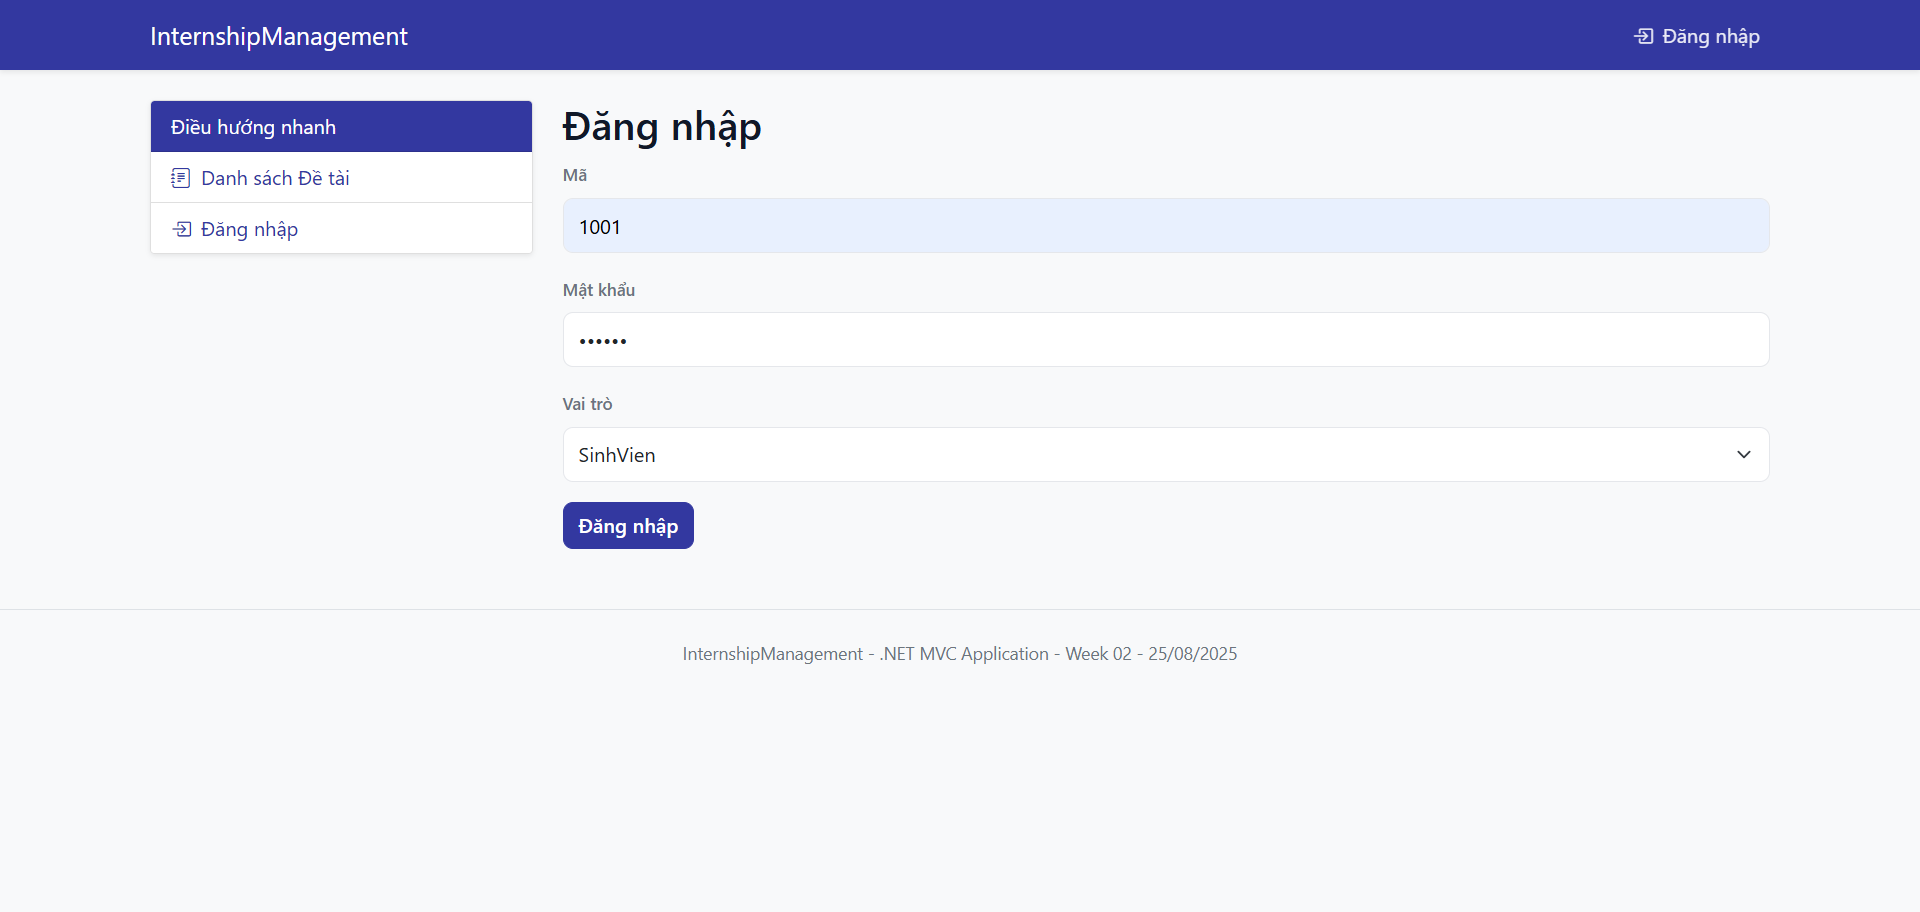 InternshipManagement
Đăng nhập
Điều hướng nhanh
Danh sách Đề tài
Đăng nhập
Đăng nhập
Mã
1001
Mật khẩu
••••••
Vai trò
SinhVien
Đăng nhập
InternshipManagement - .NET MVC Application - Week 02 - 25/08/2025